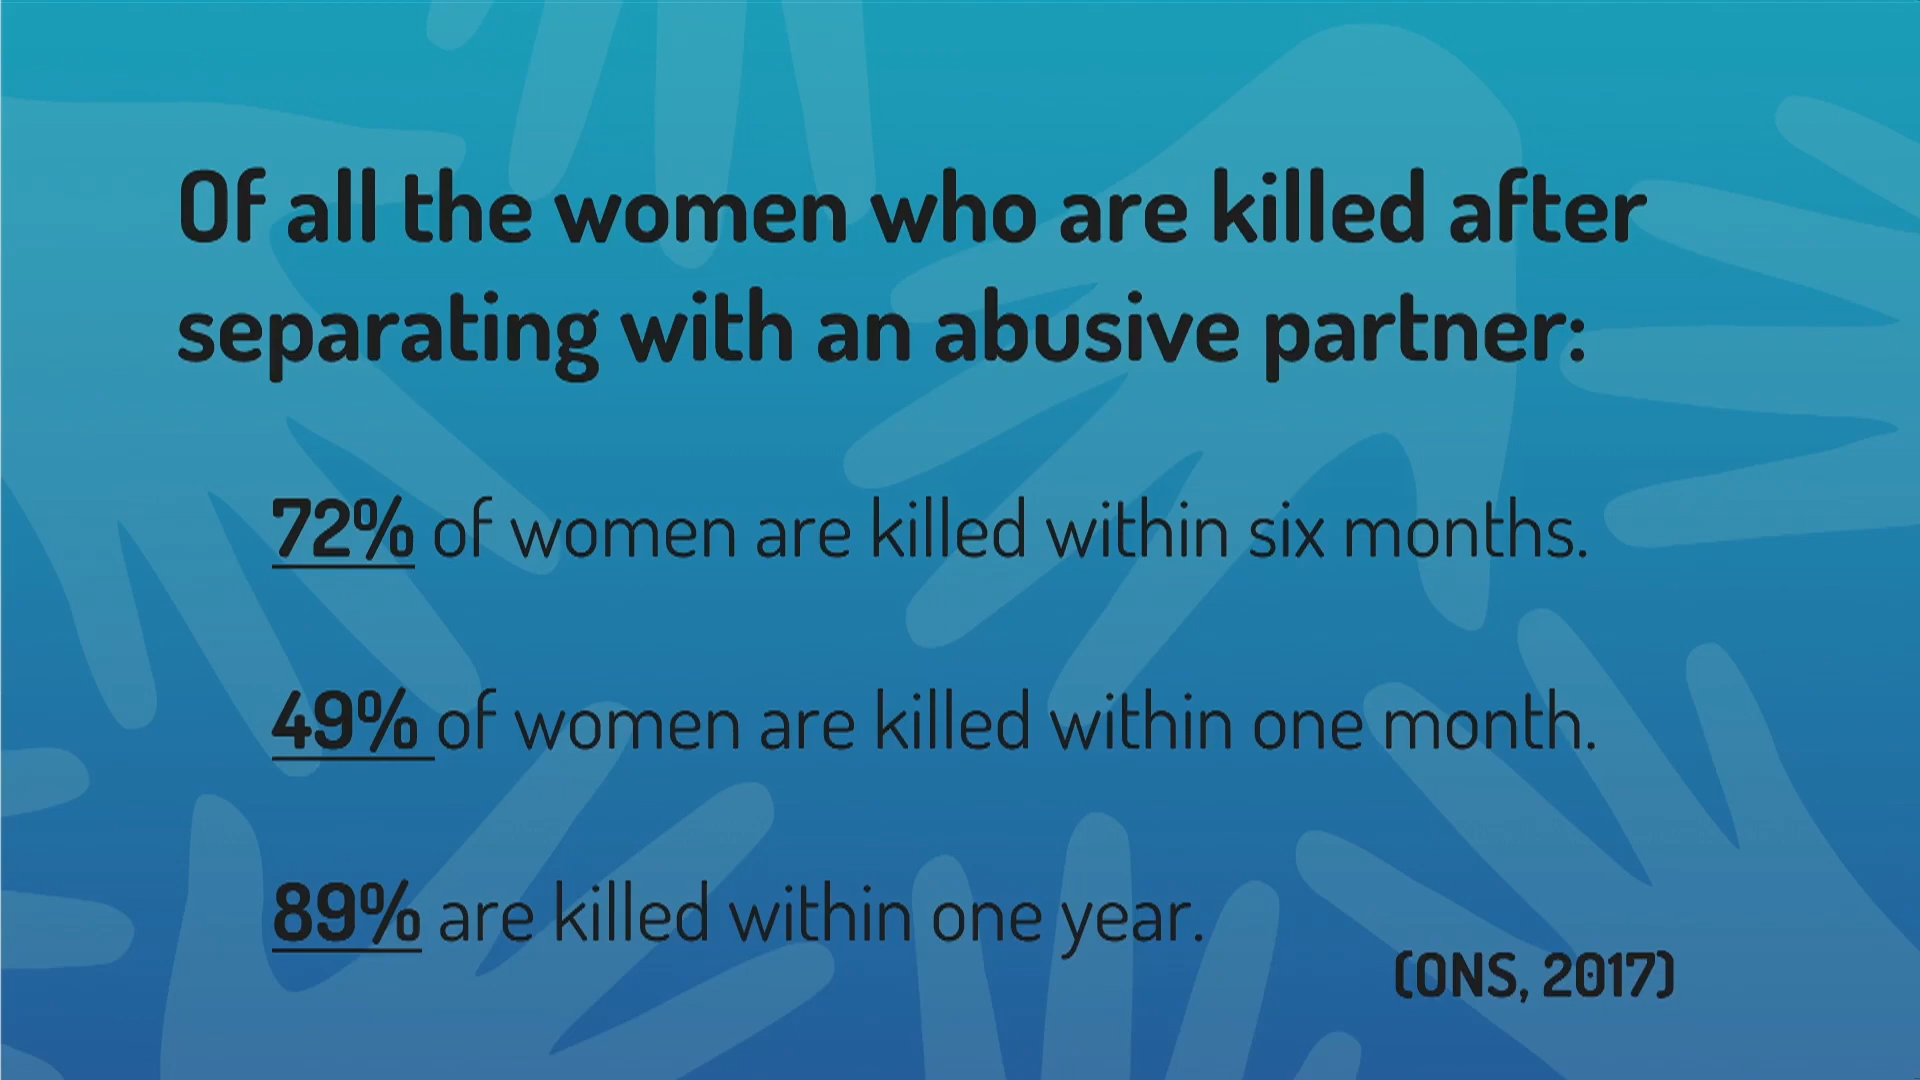 Of all the women who are killed after
separating with an abusive partner:
72% of women are killed within six months.
49% of women are killed within one month.
89% are killed within one year.
(ONS, 2017)